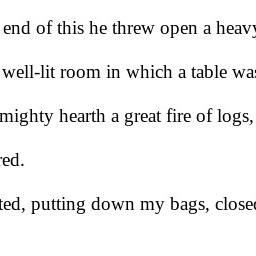 end of this he threw open a heavy
well-lit room in which a table was
mighty hearth a great fire of logs,
red.
ted, putting down my bags, closed